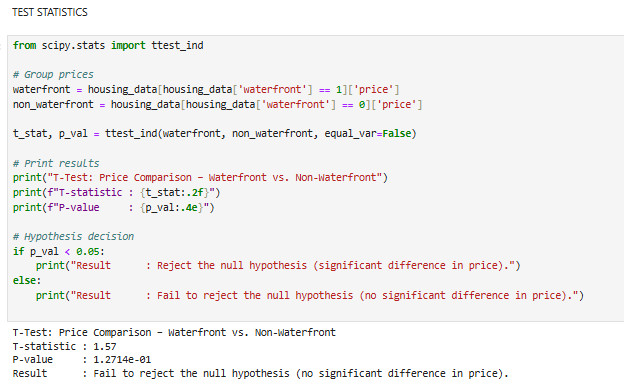 TEST STATISTICS
from scipy.stats import ttest_ind
# Group prices
waterfront = housing_data[housing_data['waterfront'] == 1]['price']
non_waterfront = housing_data[housing_data['waterfront'] == 0]['price']
t_stat, p_val = ttest_ind(waterfront, non_waterfront, equal_var=False)
# Print results
print("T-Test: Price Comparison – Waterfront vs. Non-Waterfront")
print(f"T-statistic : {t_stat:.2f}")
print(f"P-value     : {p_val:.4e}")
# Hypothesis decision
if p_val < 0.05:
    print("Result      : Reject the null hypothesis (significant difference in price).")
else:
    print("Result      : Fail to reject the null hypothesis (no significant difference in price).")
T-Test: Price Comparison – Waterfront vs. Non-Waterfront
T-statistic : 1.57
P-value     : 1.2714e-01
Result      : Fail to reject the null hypothesis (no significant difference in price).